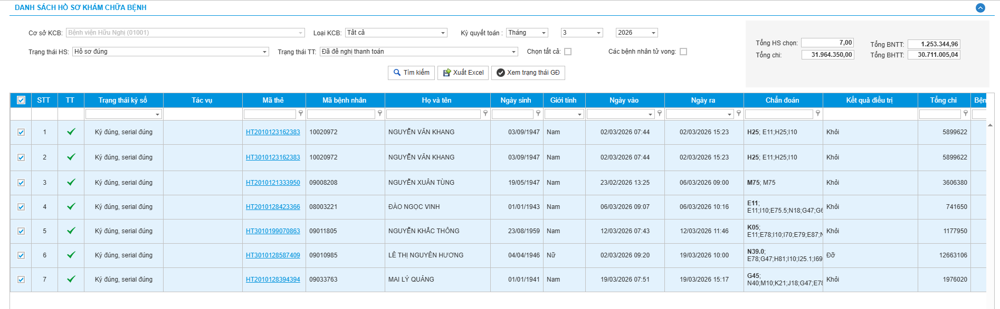 DANH SÁCH HỒ SƠ KHÁM CHỮA BỆNH
Cơ sở KCB: Bệnh viện Hữu Nghị (01001) Loại KCB: Tất cả Kỳ quyết toán : Tháng 3 2026
Trạng thái HS: Hồ sơ đúng Trạng thái TT: Đã đề nghị thanh toán Chọn tất cả: Các bệnh nhân tử vong:
Tổng HS chọn: 7,00 Tổng BNTT: 1.253.344,96
Tổng chi: 31.964.350,00 Tổng BHTT: 30.711.005,04
Tìm kiếm Xuất Excel Xem trạng thái GĐ
STT TT Trạng thái ký số Tác vụ Mã thẻ Mã bệnh nhân Họ và tên Ngày sinh Giới tính Ngày vào Ngày ra Chẩn đoán Kết quả điều trị Tổng chi Bện
1 Ký đúng, serial đúng HT2010123162383 10020972 NGUYỄN VĂN KHANG 03/09/1947 Nam 02/03/2026 07:44 02/03/2026 15:23 H25; E11;H25;I10 Khỏi 5899622
2 Ký đúng, serial đúng HT3010123162383 10020972 NGUYỄN VĂN KHANG 03/09/1947 Nam 02/03/2026 07:44 02/03/2026 15:23 H25; E11;H25;I10 Khỏi 5899622
3 Ký đúng, serial đúng HT2010121333950 09008208 NGUYỄN XUÂN TÙNG 19/05/1947 Nam 23/02/2026 13:25 06/03/2026 09:00 M75; M75 Khỏi 3606380
4 Ký đúng, serial đúng HT2010128423366 08003221 ĐÀO NGỌC VINH 01/01/1943 Nam 06/03/2026 09:07 06/03/2026 10:16 E11; E11;I10;E75.5;N18;G47;G6 Khỏi 741650
5 Ký đúng, serial đúng HT3010199070863 09011805 NGUYỄN KHẮC THÔNG 23/08/1959 Nam 12/03/2026 07:43 12/03/2026 11:46 K05; E11;E78;I10;I70;E79;E87;N Khỏi 1177950
6 Ký đúng, serial đúng HT3010128587409 09010985 LÊ THỊ NGUYÊN HƯƠNG 04/04/1946 Nữ 02/03/2026 09:20 19/03/2026 10:00 N39.0; E78;G47;H81;I10;I25.1;I69 Đỡ 12663106
7 Ký đúng, serial đúng HT2010128394394 09033763 MAI LÝ QUẢNG 01/01/1941 Nam 19/03/2026 07:51 19/03/2026 15:17 G45; N40;M10;K21;J18;G47;E78 Khỏi 1976020